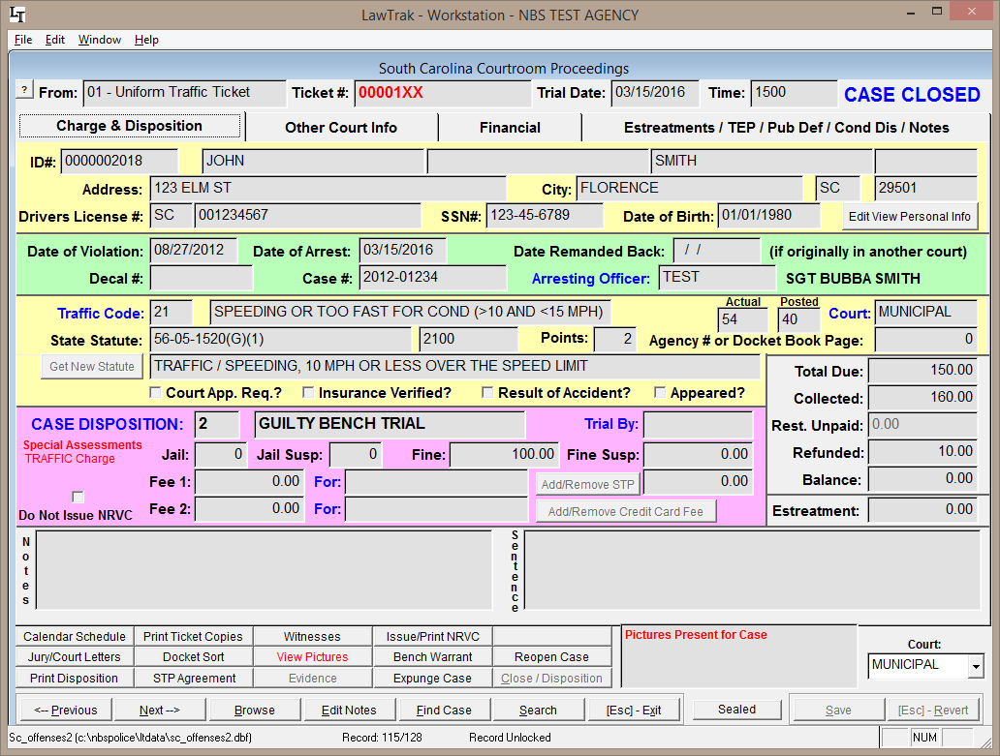 LT LawTrak - Workstation - NBS TEST AGENCY
File Edit Window Help
South Carolina Courtroom Proceedings
? From: 01 - Uniform Traffic Ticket Ticket #: 00001XX Trial Date: 03/15/2016 Time: 1500 CASE CLOSED
Charge & Disposition Other Court Info Financial Estreatments / TEP / Pub Def / Cond Dis / Notes
ID#: 0000002018 JOHN SMITH
Address: 123 ELM ST City: FLORENCE SC 29501
Drivers License #: SC 001234567 SSN#: 123-45-6789 Date of Birth: 01/01/1980 Edit View Personal Info
Date of Violation: 08/27/2012 Date of Arrest: 03/15/2016 Date Remanded Back: / / (if originally in another court)
Decal #: Case #: 2012-01234 Arresting Officer: TEST SGT BUBBA SMITH
Actual Posted
Traffic Code: 21 SPEEDING OR TOO FAST FOR COND (>10 AND <15 MPH) 54 40 Court: MUNICIPAL
State Statute: 56-05-1520(G)(1) 2100 Points: 2 Agency # or Docket Book Page: 0
Get New Statute TRAFFIC / SPEEDING, 10 MPH OR LESS OVER THE SPEED LIMIT
Court App. Req.? Insurance Verified? Result of Accident? Appeared?
Total Due: 150.00
Collected: 160.00
Rest. Unpaid: 0.00
Refunded: 10.00
Balance: 0.00
Estreatment: 0.00
CASE DISPOSITION: 2 GUILTY BENCH TRIAL Trial By:
Special Assessments
TRAFFIC Charge
Jail: 0 Jail Susp: 0 Fine: 100.00 Fine Susp: 0.00
Fee 1: 0.00 For: Add/Remove STP 0.00
Fee 2: 0.00 For: Add/Remove Credit Card Fee
Do Not Issue NRVC
Notes Sentence
Calendar Schedule Print Ticket Copies Witnesses Issue/Print NRVC
Jury/Court Letters Docket Sort View Pictures Bench Warrant Reopen Case
Print Disposition STP Agreement Evidence Expunge Case Close / Disposition
Pictures Present for Case
Court:
MUNICIPAL
<-- Previous Next --> Browse Edit Notes Find Case Search [Esc] - Exit Sealed Save [Esc] - Revert
Sc_offenses2 (c:\nbspolice\ltdata\sc_offenses2.dbf) Record: 115/128 Record Unlocked NUM